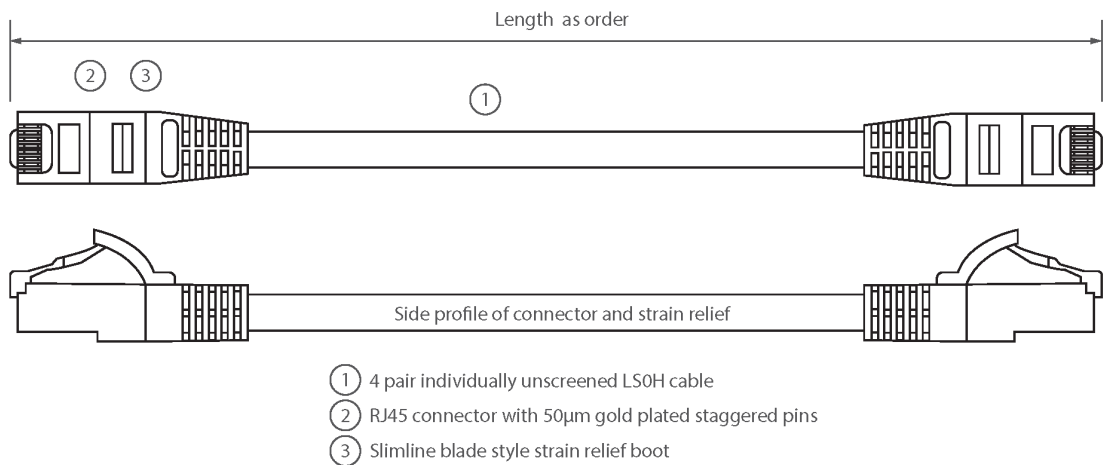 Length as order
2
3
1
Side profile of connector and strain relief
1 4 pair individually unscreened LS0H cable
2 RJ45 connector with 50µm gold plated staggered pins
3 Slimline blade style strain relief boot